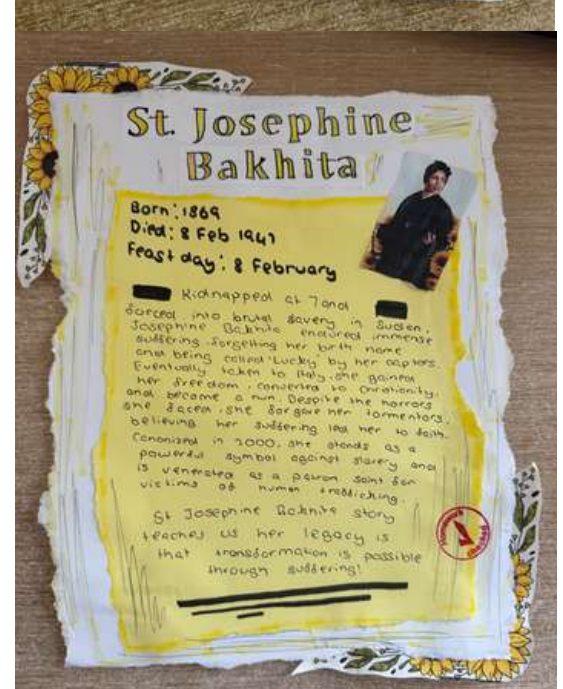 St. Josephine
Bakhita
Born: 1869
Died: 8 Feb 1947
Feast day: 8 February
Kidnapped at 7 and
forced into brutal slavery in Sudan,
Josephine Bakhita endured immense
suffering, forgetting her birth name
and being called 'Lucky' by her captors.
Eventually taken to Italy, she gained
her freedom, converted to Christianity,
and became a nun. Despite the horrors
she faced, she forgave her tormentors,
believing her suffering led her to faith.
Canonized in 2000, she stands as a
powerful symbol against slavery and
is venerated as a patron saint for
victims of human trafficking.
St Josephine Bakhita story
teaches us her legacy is
that transformation is possible
through suffering!